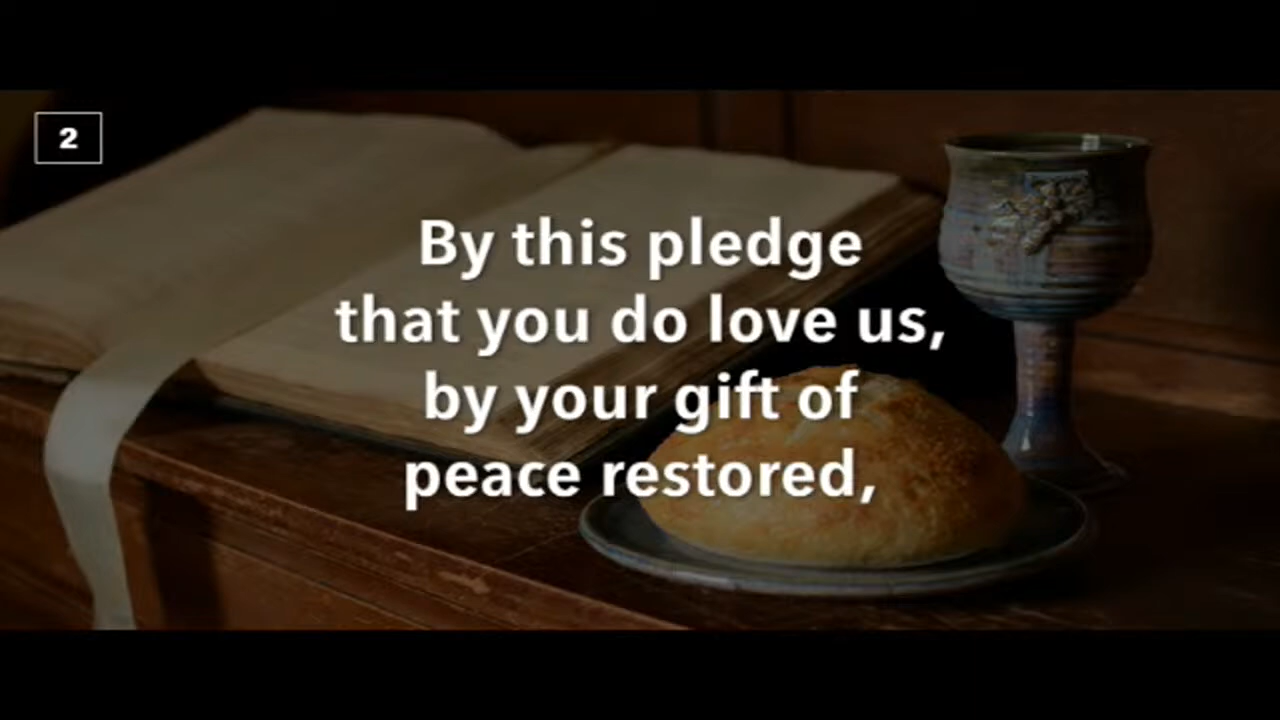 2
By this pledge
that you do love us,
by your gift of
peace restored,